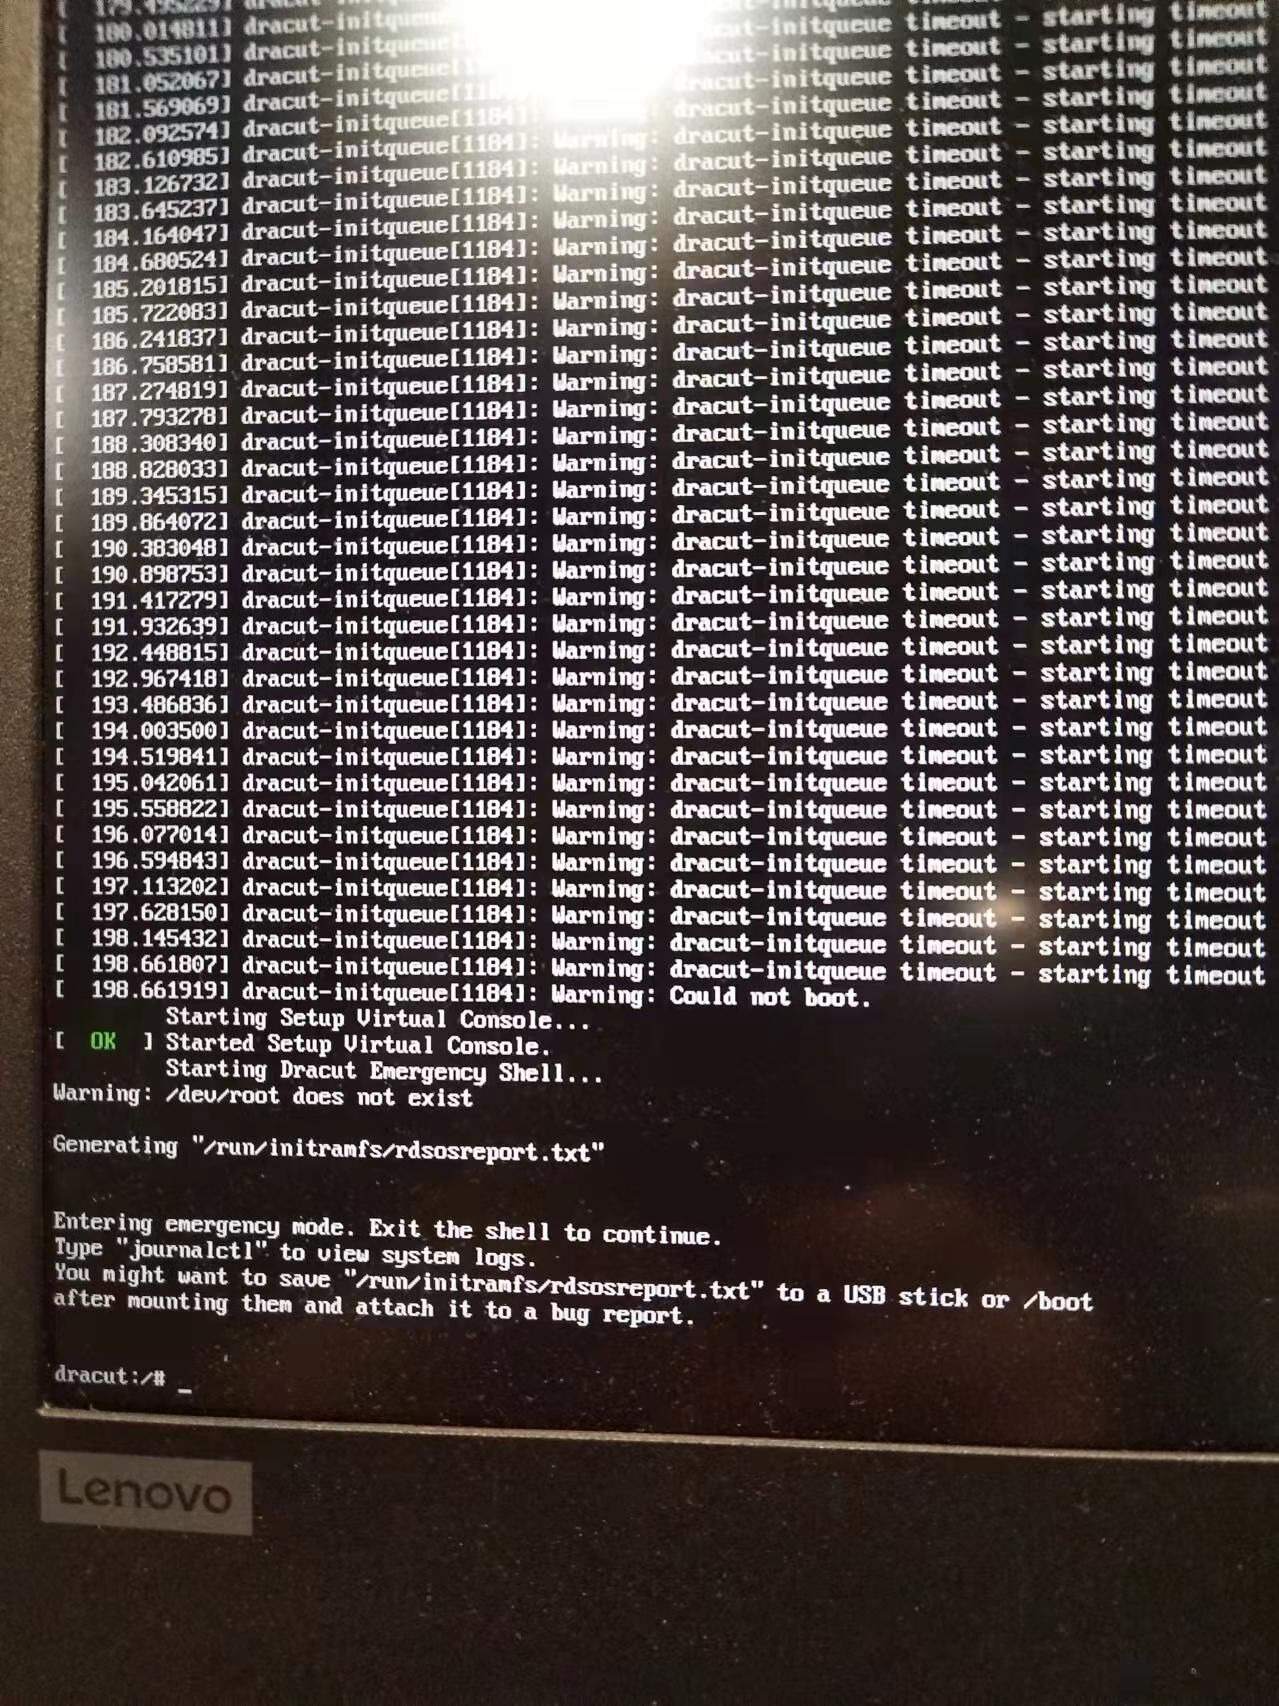 [ 180.014811] dracut-initqueue timeout - starting timeout
[ 180.535101] dracut-initqueue timeout - starting timeout
[ 181.052067] dracut-initqueue[1 dracut-initqueue timeout - starting timeout
[ 181.569069] dracut-initqueue[1184]: dracut-initqueue timeout - starting timeout
[ 182.092574] dracut-initqueue[1184]: Warning: dracut-initqueue timeout - starting timeout
[ 182.610985] dracut-initqueue[1184]: Warning: dracut-initqueue timeout - starting timeout
[ 183.126732] dracut-initqueue[1184]: Warning: dracut-initqueue timeout - starting timeout
[ 183.645237] dracut-initqueue[1184]: Warning: dracut-initqueue timeout - starting timeout
[ 184.164047] dracut-initqueue[1184]: Warning: dracut-initqueue timeout - starting timeout
[ 184.680524] dracut-initqueue[1184]: Warning: dracut-initqueue timeout - starting timeout
[ 185.201815] dracut-initqueue[1184]: Warning: dracut-initqueue timeout - starting timeout
[ 185.722083] dracut-initqueue[1184]: Warning: dracut-initqueue timeout - starting timeout
[ 186.241837] dracut-initqueue[1184]: Warning: dracut-initqueue timeout - starting timeout
[ 186.758581] dracut-initqueue[1184]: Warning: dracut-initqueue timeout - starting timeout
[ 187.274819] dracut-initqueue[1184]: Warning: dracut-initqueue timeout - starting timeout
[ 187.793278] dracut-initqueue[1184]: Warning: dracut-initqueue timeout - starting timeout
[ 188.308340] dracut-initqueue[1184]: Warning: dracut-initqueue timeout - starting timeout
[ 188.828033] dracut-initqueue[1184]: Warning: dracut-initqueue timeout - starting timeout
[ 189.345315] dracut-initqueue[1184]: Warning: dracut-initqueue timeout - starting timeout
[ 189.864072] dracut-initqueue[1184]: Warning: dracut-initqueue timeout - starting timeout
[ 190.383048] dracut-initqueue[1184]: Warning: dracut-initqueue timeout - starting timeout
[ 190.898753] dracut-initqueue[1184]: Warning: dracut-initqueue timeout - starting timeout
[ 191.417279] dracut-initqueue[1184]: Warning: dracut-initqueue timeout - starting timeout
[ 191.932639] dracut-initqueue[1184]: Warning: dracut-initqueue timeout - starting timeout
[ 192.448815] dracut-initqueue[1184]: Warning: dracut-initqueue timeout - starting timeout
[ 192.967418] dracut-initqueue[1184]: Warning: dracut-initqueue timeout - starting timeout
[ 193.486836] dracut-initqueue[1184]: Warning: dracut-initqueue timeout - starting timeout
[ 194.003500] dracut-initqueue[1184]: Warning: dracut-initqueue timeout - starting timeout
[ 194.519841] dracut-initqueue[1184]: Warning: dracut-initqueue timeout - starting timeout
[ 195.042061] dracut-initqueue[1184]: Warning: dracut-initqueue timeout - starting timeout
[ 195.558822] dracut-initqueue[1184]: Warning: dracut-initqueue timeout - starting timeout
[ 196.077014] dracut-initqueue[1184]: Warning: dracut-initqueue timeout - starting timeout
[ 196.594843] dracut-initqueue[1184]: Warning: dracut-initqueue timeout - starting timeout
[ 197.113202] dracut-initqueue[1184]: Warning: dracut-initqueue timeout - starting timeout
[ 197.628150] dracut-initqueue[1184]: Warning: dracut-initqueue timeout - starting timeout
[ 198.145432] dracut-initqueue[1184]: Warning: dracut-initqueue timeout - starting timeout
[ 198.661807] dracut-initqueue[1184]: Warning: dracut-initqueue timeout - starting timeout
[ 198.661919] dracut-initqueue[1184]: Warning: Could not boot.
Starting Setup Virtual Console...
[ OK ] Started Setup Virtual Console.
Starting Dracut Emergency Shell...
Warning: /dev/root does not exist
Generating "/run/initramfs/rdsosreport.txt"
Entering emergency mode. Exit the shell to continue.
Type "journalctl" to view system logs.
You might want to save "/run/initramfs/rdsosreport.txt" to a USB stick or /boot
after mounting them and attach it to a bug report.
dracut:/# _
Lenovo